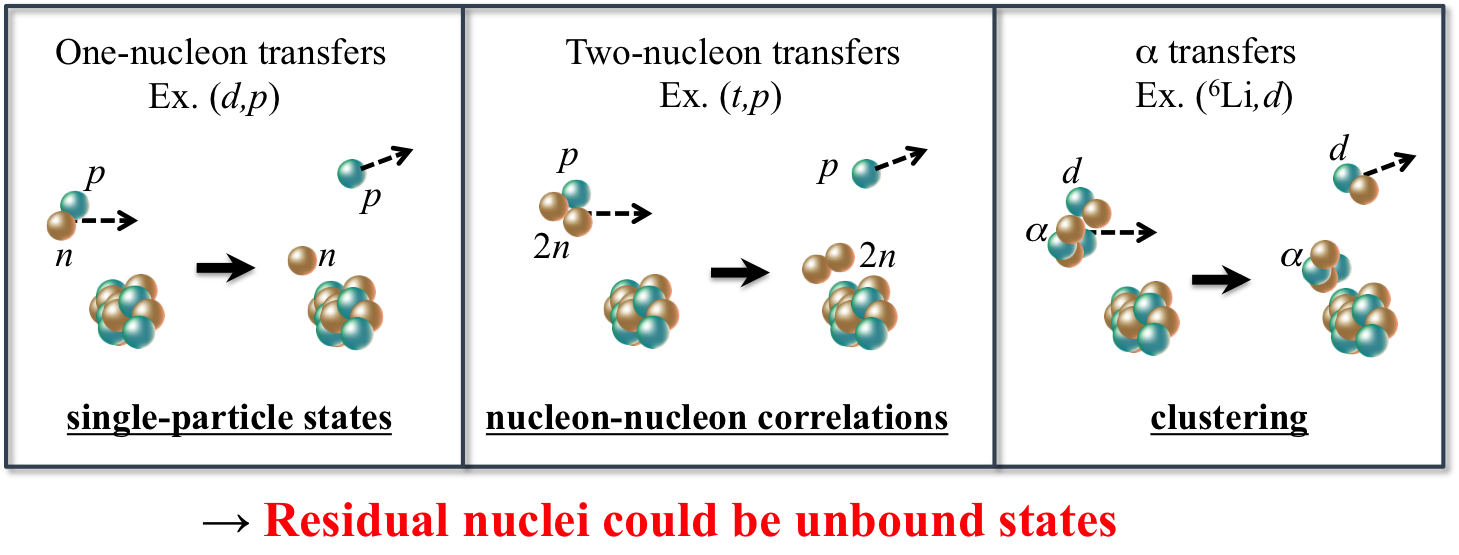 One-nucleon transfers
Ex. (d,p)
p
n
p
n
single-particle states
Two-nucleon transfers
Ex. (t,p)
p
2n
p
2n
nucleon-nucleon correlations
α transfers
Ex. (⁶Li,d)
d
α
d
α
clustering
→ Residual nuclei could be unbound states